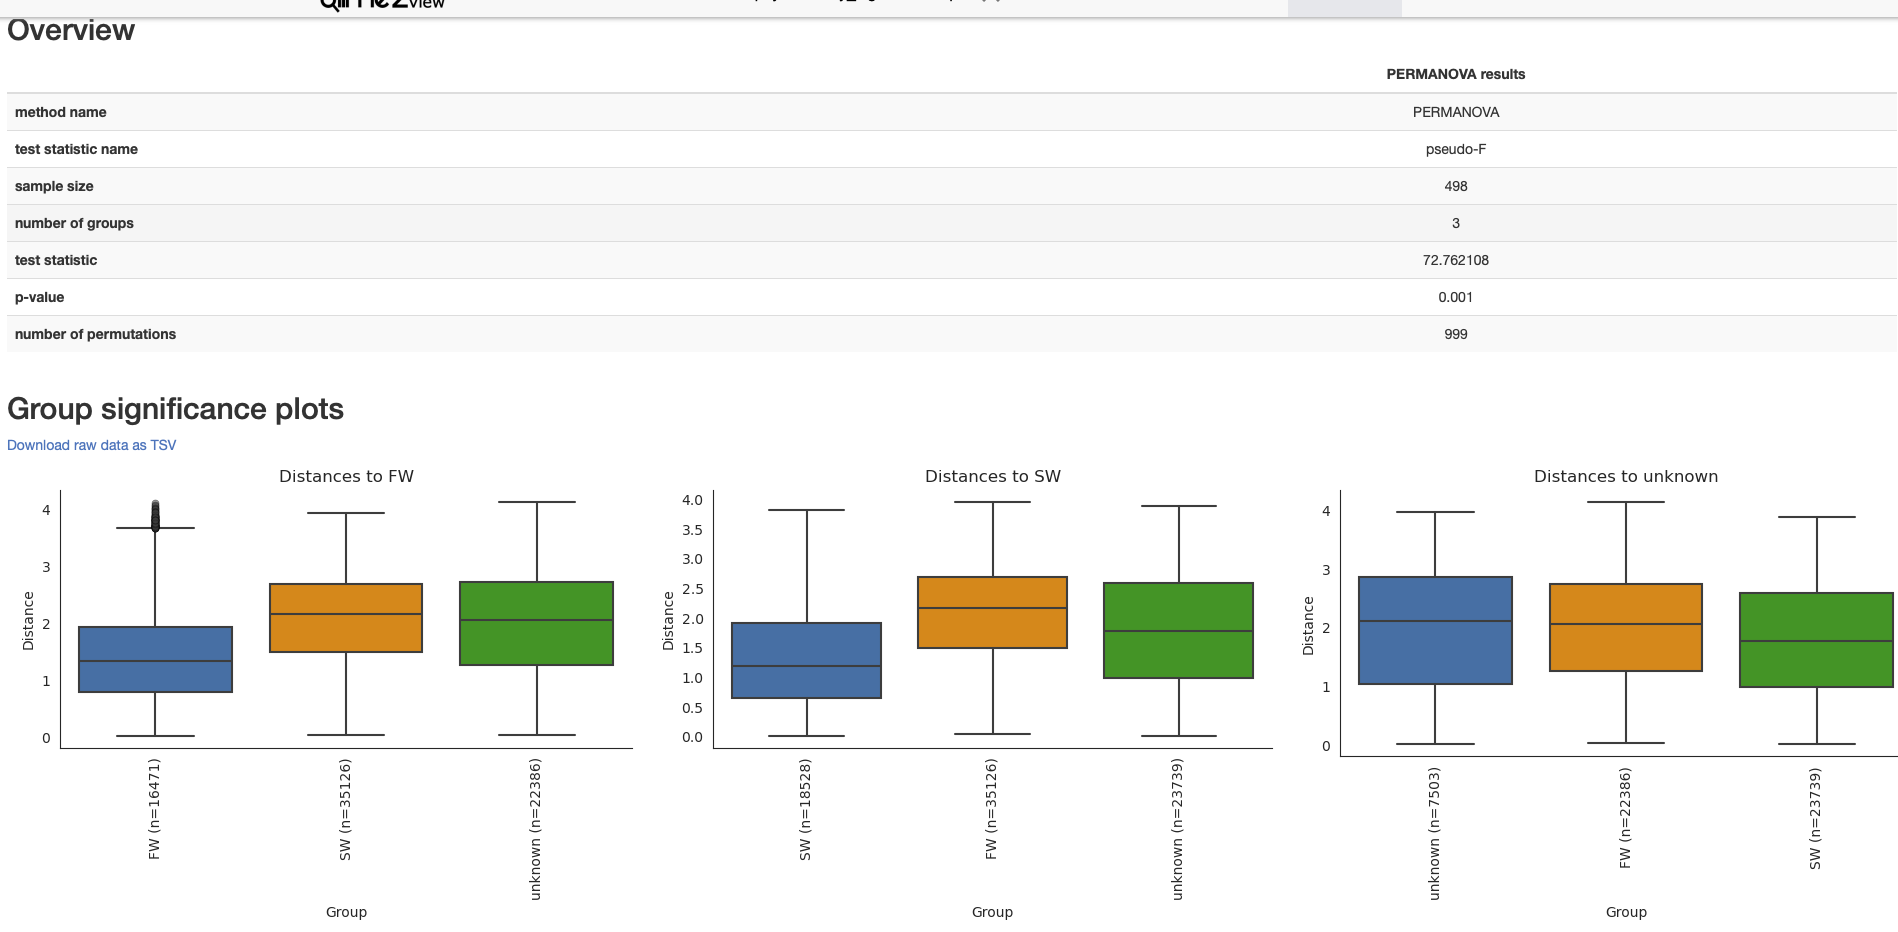 view
Overview
PERMANOVA results
method name PERMANOVA
test statistic name pseudo-F
sample size 498
number of groups 3
test statistic 72.762108
p-value 0.001
number of permutations 999
Group significance plots
Download raw data as TSV
Distances to FW
4
3
2
1
0
Distance
FW (n=16471)
SW (n=35126)
unknown (n=22386)
Group
Distances to SW
4.0
3.5
3.0
2.5
2.0
1.5
1.0
0.5
0.0
Distance
SW (n=18528)
FW (n=35126)
unknown (n=23739)
Group
Distances to unknown
4
3
2
1
0
Distance
unknown (n=7503)
FW (n=22386)
SW (n=23739)
Group